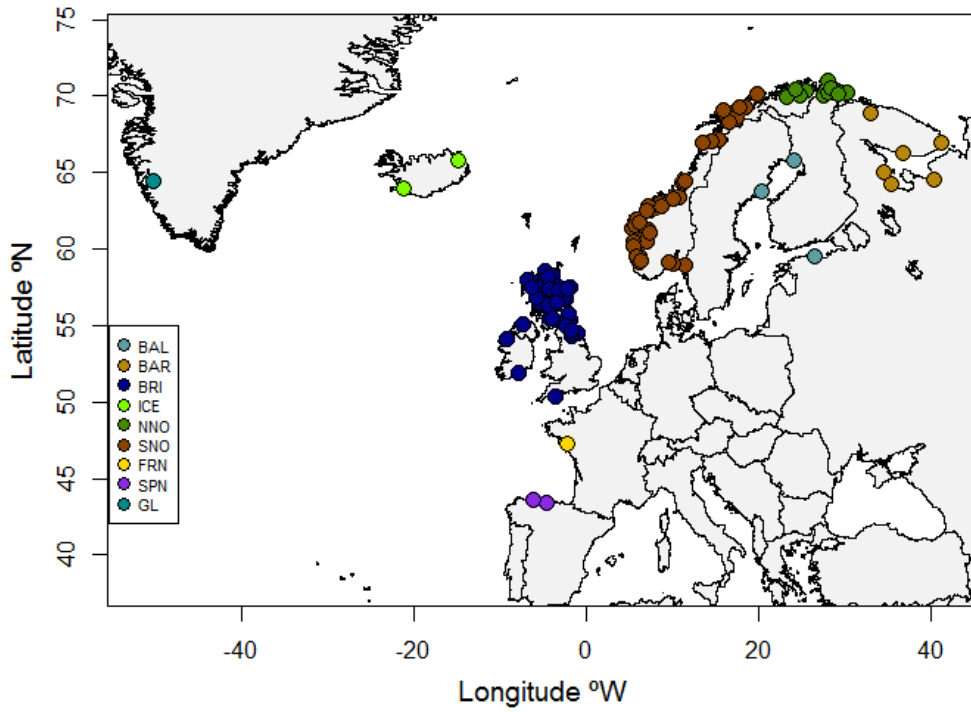 75
70
65
60
55
50
45
40
Latitude ºN
BAL
BAR
BRI
ICE
NNO
SNO
FRN
SPN
GL
-40
-20
0
20
40
Longitude ºW